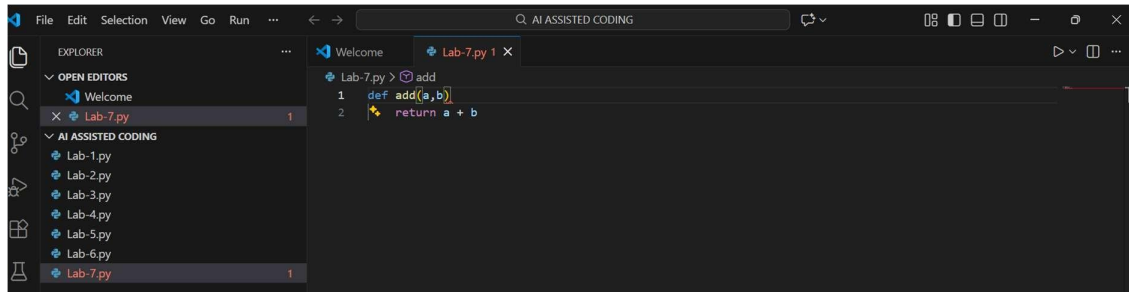 File Edit Selection View Go Run ... AI ASSISTED CODING
EXPLORER ...
OPEN EDITORS
Welcome
Lab-7.py 1
AI ASSISTED CODING
Lab-1.py
Lab-2.py
Lab-3.py
Lab-4.py
Lab-5.py
Lab-6.py
Lab-7.py 1
Welcome Lab-7.py 1
Lab-7.py > add
1 def add(a,b)
2 return a + b